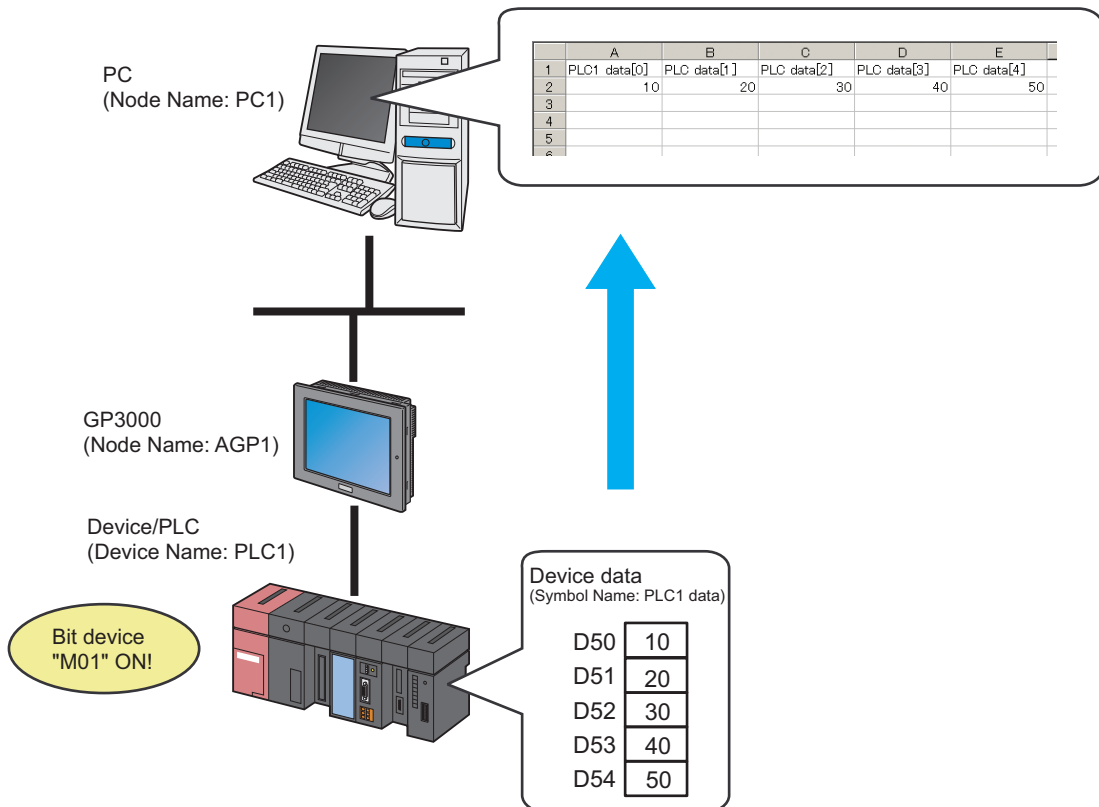 PC
(Node Name: PC1)
A B C D E
1 PLC1 data[0] PLC data[1] PLC data[2] PLC data[3] PLC data[4]
2 10 20 30 40 50
3
4
5
6
GP3000
(Node Name: AGP1)
Device/PLC
(Device Name: PLC1)
Bit device
"M01" ON!
Device data
(Symbol Name: PLC1 data)
D50 10
D51 20
D52 30
D53 40
D54 50